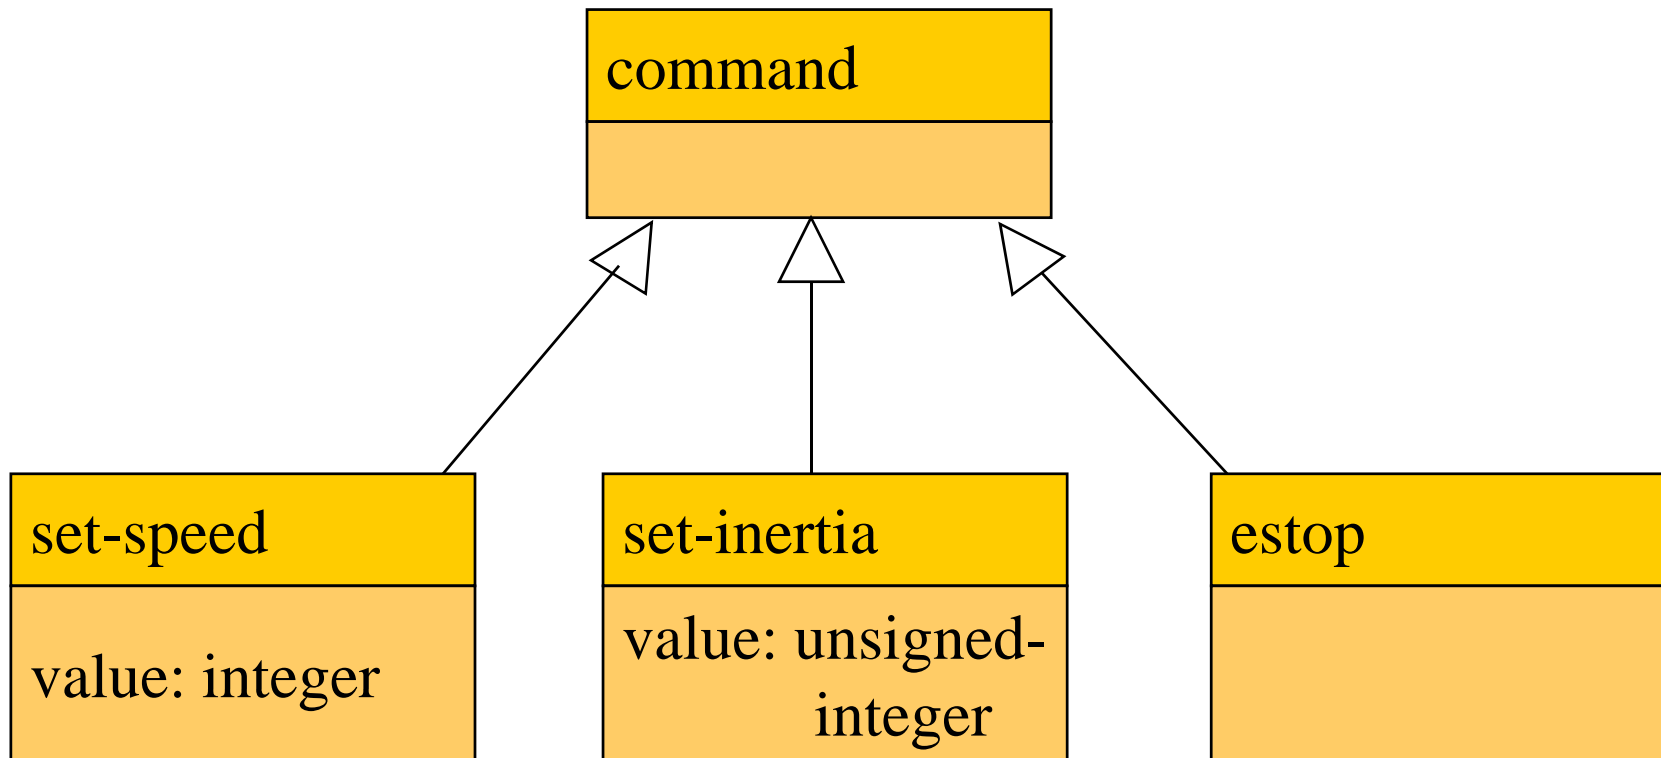 command
set-speed
set-inertia
estop
value: integer
value: unsigned-
integer